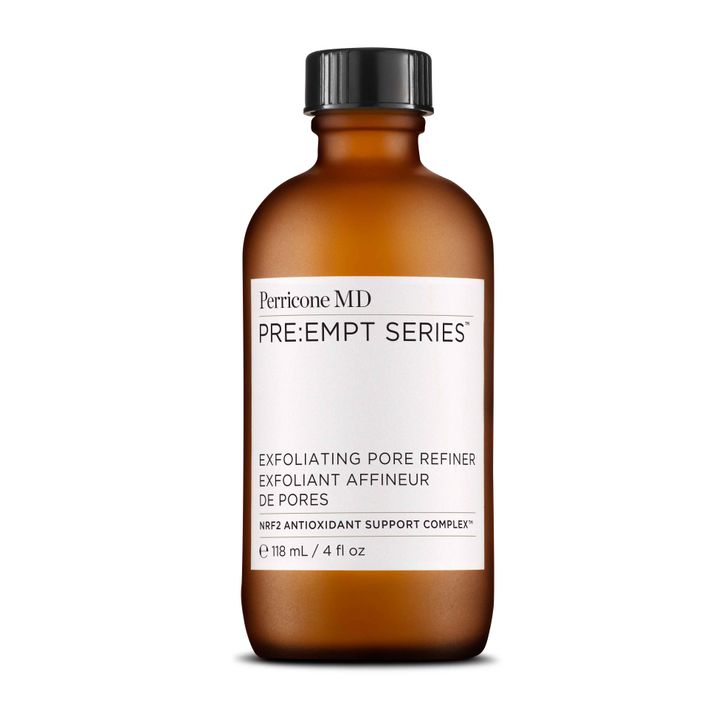 Perricone MD
PRE:EMPT SERIES™
EXFOLIATING PORE REFINER
EXFOLIANT AFFINEUR
DE PORES
NRF2 ANTIOXIDANT SUPPORT COMPLEX™
℮ 118 mL / 4 fl oz